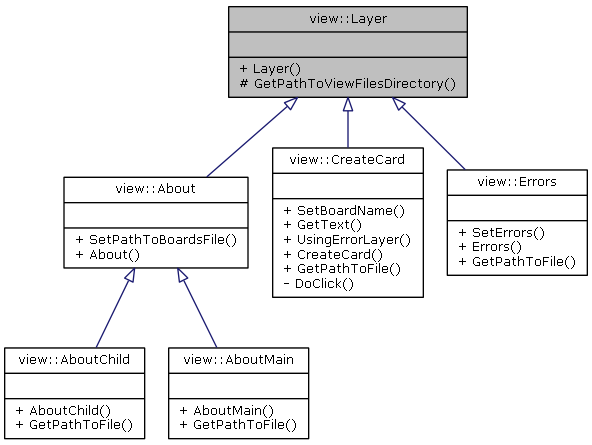 view::Layer
+ Layer()
# GetPathToViewFilesDirectory()
view::About
+ SetPathToBoardsFile()
+ About()
view::CreateCard
+ SetBoardName()
+ GetText()
+ UsingErrorLayer()
+ CreateCard()
+ GetPathToFile()
- DoClick()
view::Errors
+ SetErrors()
+ Errors()
+ GetPathToFile()
view::AboutChild
+ AboutChild()
+ GetPathToFile()
view::AboutMain
+ AboutMain()
+ GetPathToFile()